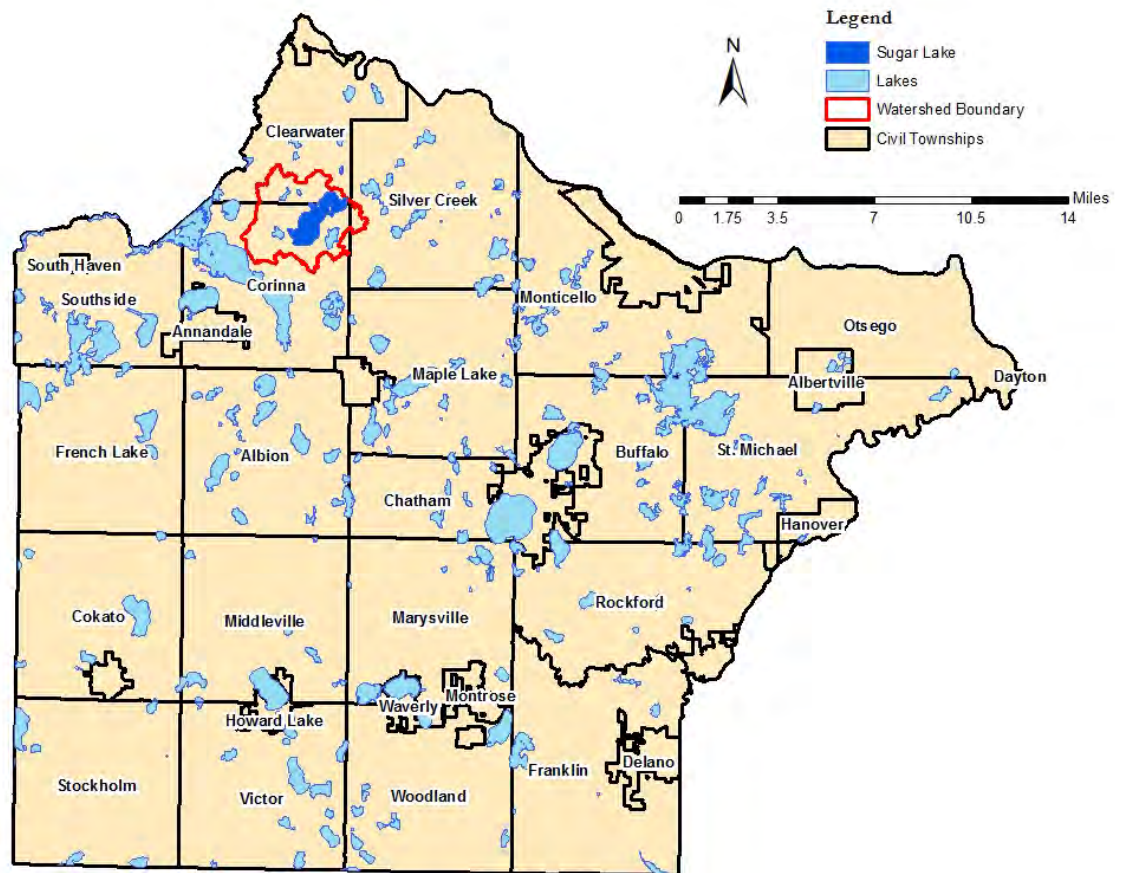 Legend
N
Sugar Lake
Lakes
Watershed Boundary
Civil Townships
Clearwater
Silver Creek
Miles
0 1.75 3.5 7 10.5 14
South Haven
Corinna
Southside
Monticello
Annandale
Otsego
Maple Lake
Albertville
Dayton
French Lake
Albion
Buffalo
St. Michael
Chatham
Hanover
Cokato
Middleville
Marysville
Rockford
Montrose
Waverly
Howard Lake
Franklin
Delano
Stockholm
Victor
Woodland